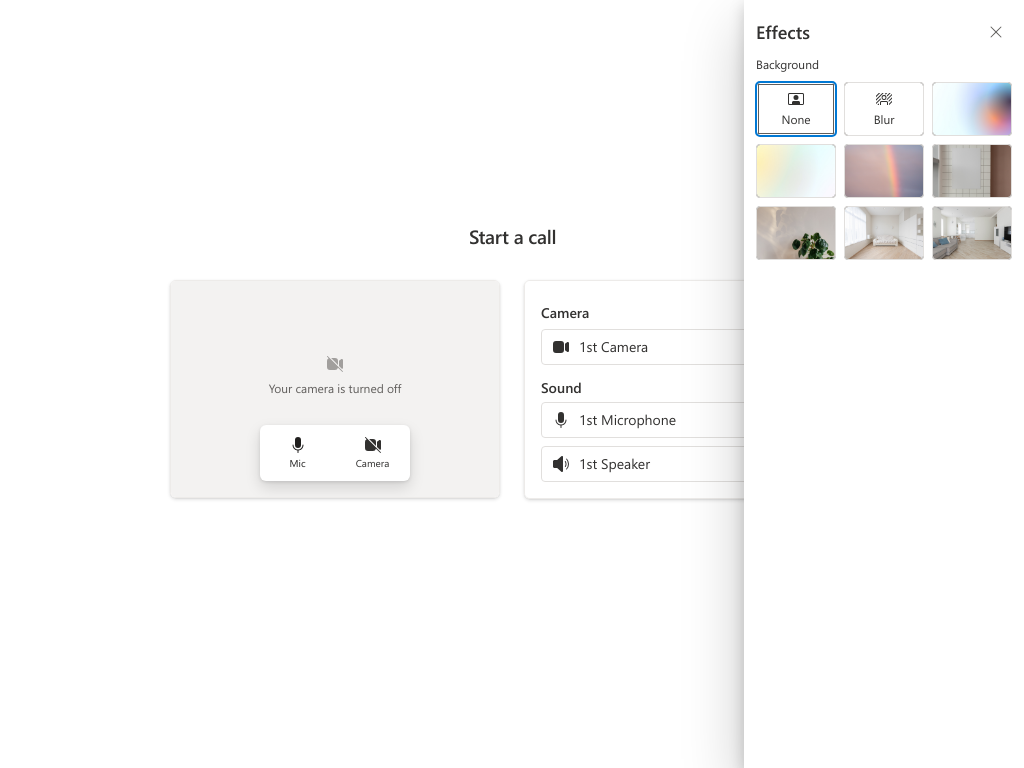 Effects
Background
None
Blur
Start a call
Your camera is turned off
Mic
Camera
Camera
1st Camera
Sound
1st Microphone
1st Speaker